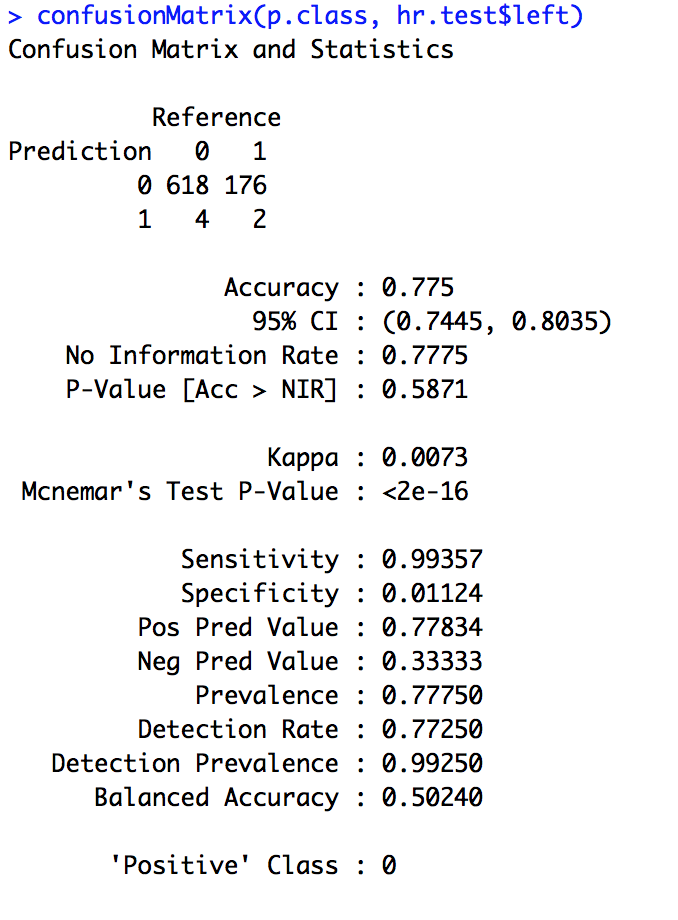 > confusionMatrix(p.class, hr.test$left)
Confusion Matrix and Statistics
Reference
Prediction 0 1
0 618 176
1 4 2
Accuracy : 0.775
95% CI : (0.7445, 0.8035)
No Information Rate : 0.7775
P-Value [Acc > NIR] : 0.5871
Kappa : 0.0073
Mcnemar's Test P-Value : <2e-16
Sensitivity : 0.99357
Specificity : 0.01124
Pos Pred Value : 0.77834
Neg Pred Value : 0.33333
Prevalence : 0.77750
Detection Rate : 0.77250
Detection Prevalence : 0.99250
Balanced Accuracy : 0.50240
'Positive' Class : 0